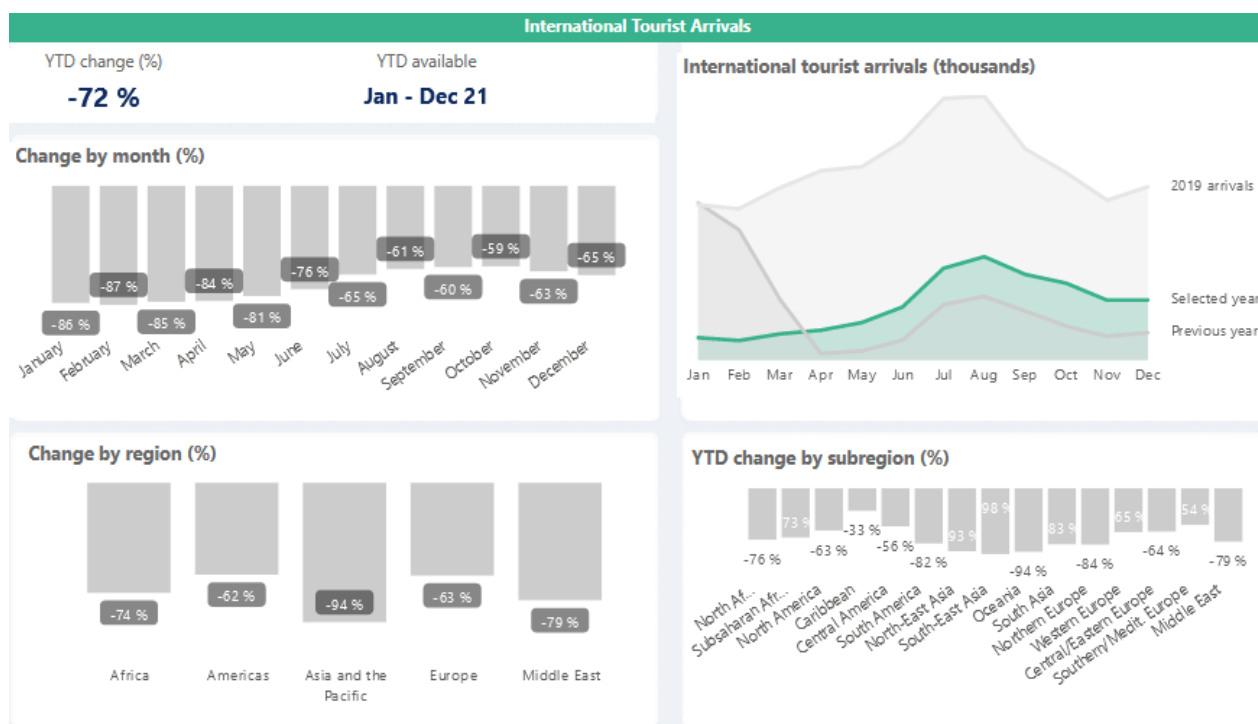 International Tourist Arrivals
YTD change (%)
-72 %
YTD available
Jan - Dec 21
Change by month (%)
-86 %
-87 %
-85 %
-84 %
-81 %
-76 %
-65 %
-61 %
-60 %
-59 %
-63 %
-65 %
January
February
March
April
May
June
July
August
September
October
November
December
International tourist arrivals (thousands)
2019 arrivals
Selected year
Previous year
Jan Feb Mar Apr May Jun Jul Aug Sep Oct Nov Dec
Change by region (%)
-74 %
-62 %
-94 %
-63 %
-79 %
Africa
Americas
Asia and the
Pacific
Europe
Middle East
YTD change by subregion (%)
-76 %
73 %
-63 %
-33 %
-56 %
-82 %
93 %
98 %
-94 %
83 %
-84 %
65 %
-64 %
54 %
-79 %
North Af...
Subsaharan Afr...
North America
Caribbean
Central America
South America
North-East Asia
South-East Asia
Oceania
South Asia
Northern Europe
Western Europe
Central/Eastern Europe
Southern/Medit. Europe
Middle East